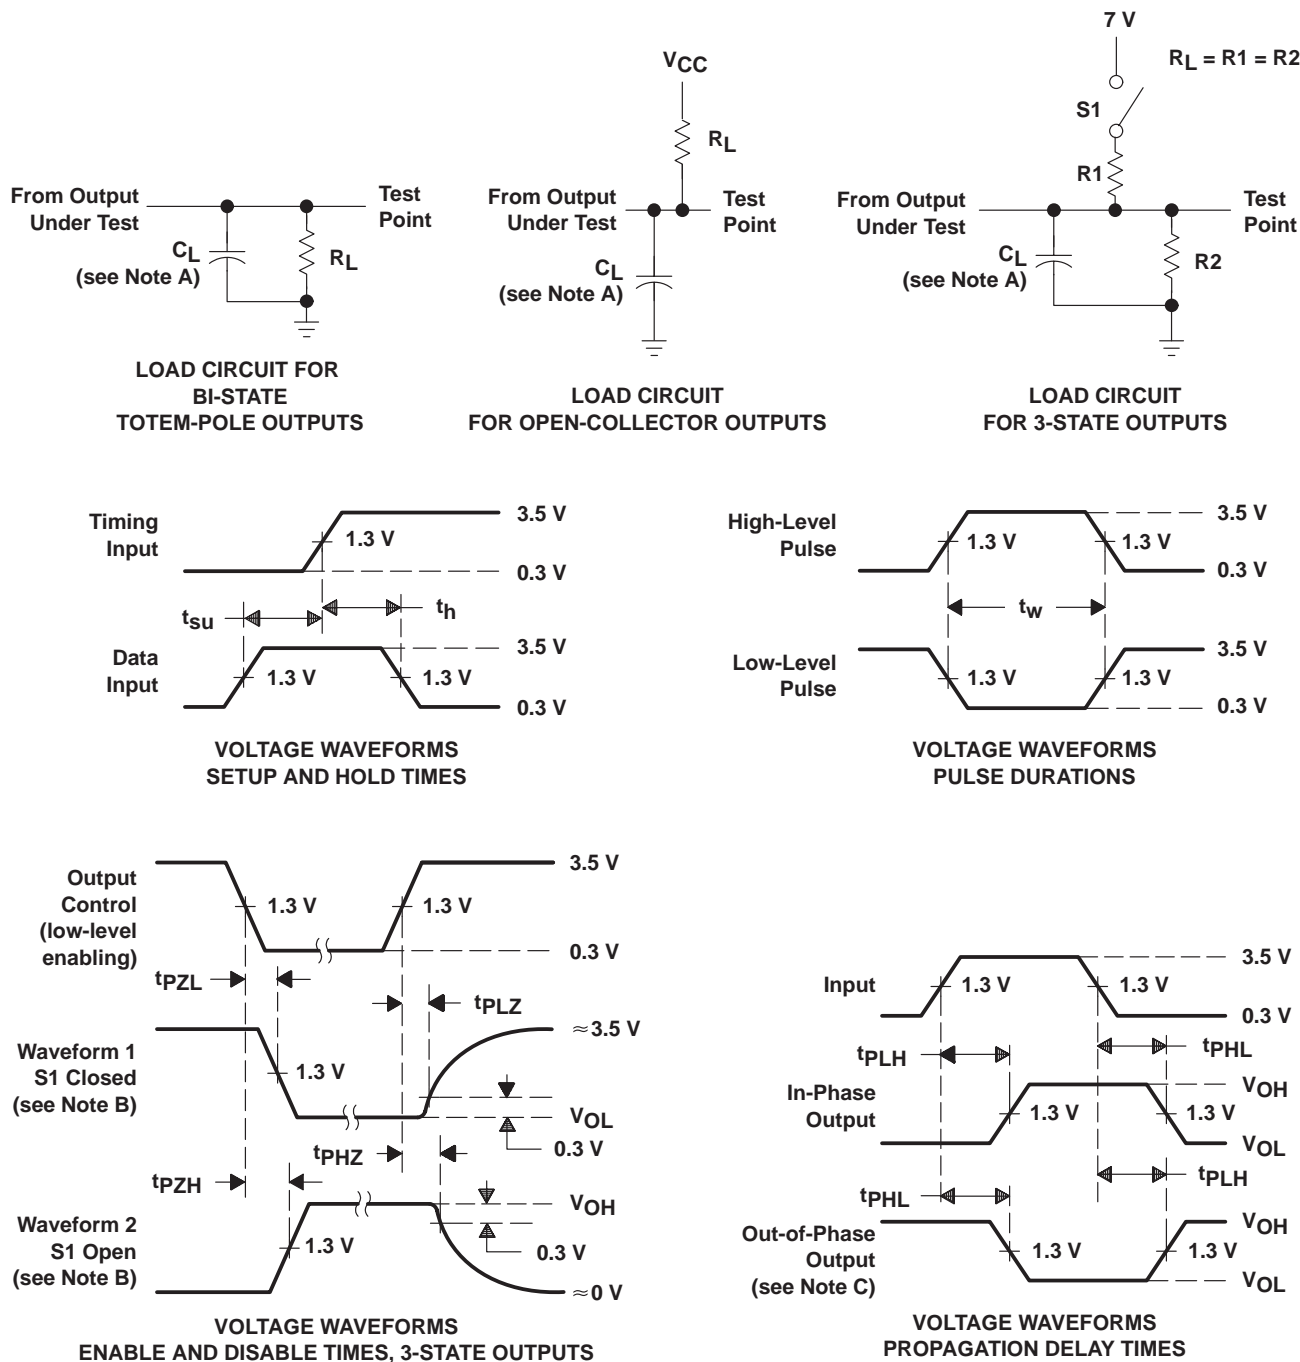 7 V
RL = R1 = R2
S1
R1
From Output
Under Test
Test
Point
CL
(see Note A)
R2
LOAD CIRCUIT
FOR 3-STATE OUTPUTS
VCC
RL
From Output
Under Test
Test
Point
CL
(see Note A)
LOAD CIRCUIT
FOR OPEN-COLLECTOR OUTPUTS
From Output
Under Test
Test
Point
CL
(see Note A)
RL
LOAD CIRCUIT FOR
BI-STATE
TOTEM-POLE OUTPUTS
Timing
Input
3.5 V
1.3 V
0.3 V
tsu
th
Data
Input
3.5 V
1.3 V
1.3 V
0.3 V
VOLTAGE WAVEFORMS
SETUP AND HOLD TIMES
High-Level
Pulse
3.5 V
1.3 V
1.3 V
0.3 V
tw
Low-Level
Pulse
3.5 V
1.3 V
1.3 V
0.3 V
VOLTAGE WAVEFORMS
PULSE DURATIONS
Output
Control
(low-level
enabling)
3.5 V
1.3 V
1.3 V
0.3 V
tPZL
tPLZ
Waveform 1
S1 Closed
(see Note B)
≈3.5 V
1.3 V
VOL
0.3 V
tPHZ
tPZH
Waveform 2
S1 Open
(see Note B)
VOH
1.3 V
0.3 V
≈0 V
VOLTAGE WAVEFORMS
ENABLE AND DISABLE TIMES, 3-STATE OUTPUTS
Input
3.5 V
1.3 V
1.3 V
0.3 V
tPLH
tPHL
In-Phase
Output
VOH
1.3 V
1.3 V
VOL
tPHL
tPLH
Out-of-Phase
Output
(see Note C)
VOH
1.3 V
1.3 V
VOL
VOLTAGE WAVEFORMS
PROPAGATION DELAY TIMES